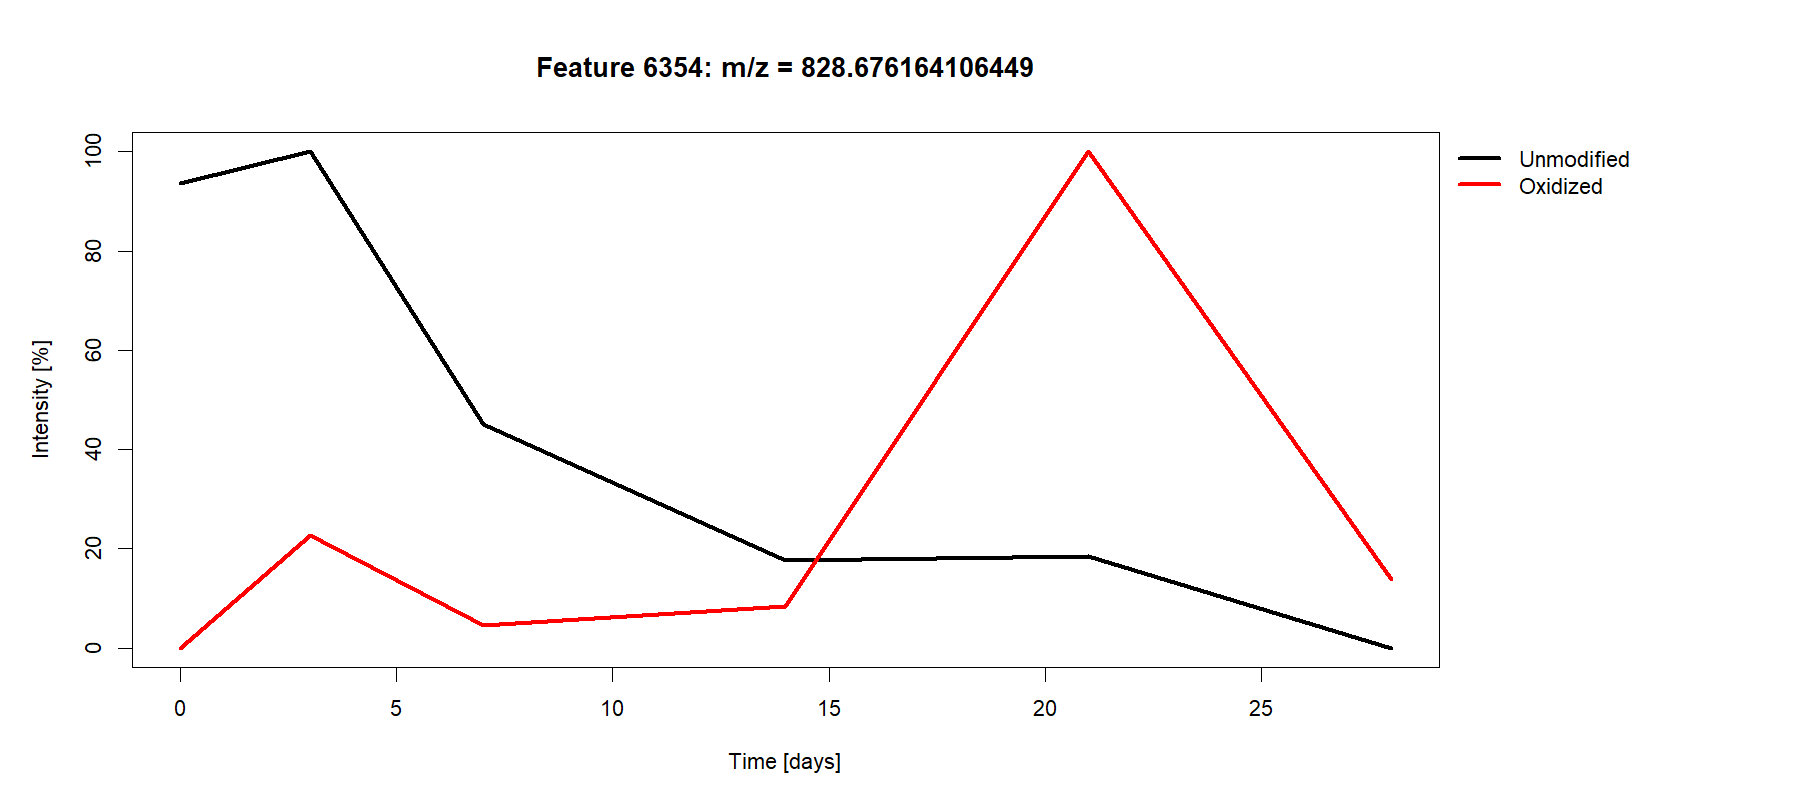 Feature 6354: m/z = 828.676164106449
Unmodified
Oxidized
100
80
60
40
20
0
Intensity [%]
0 5 10 15 20 25
Time [days]